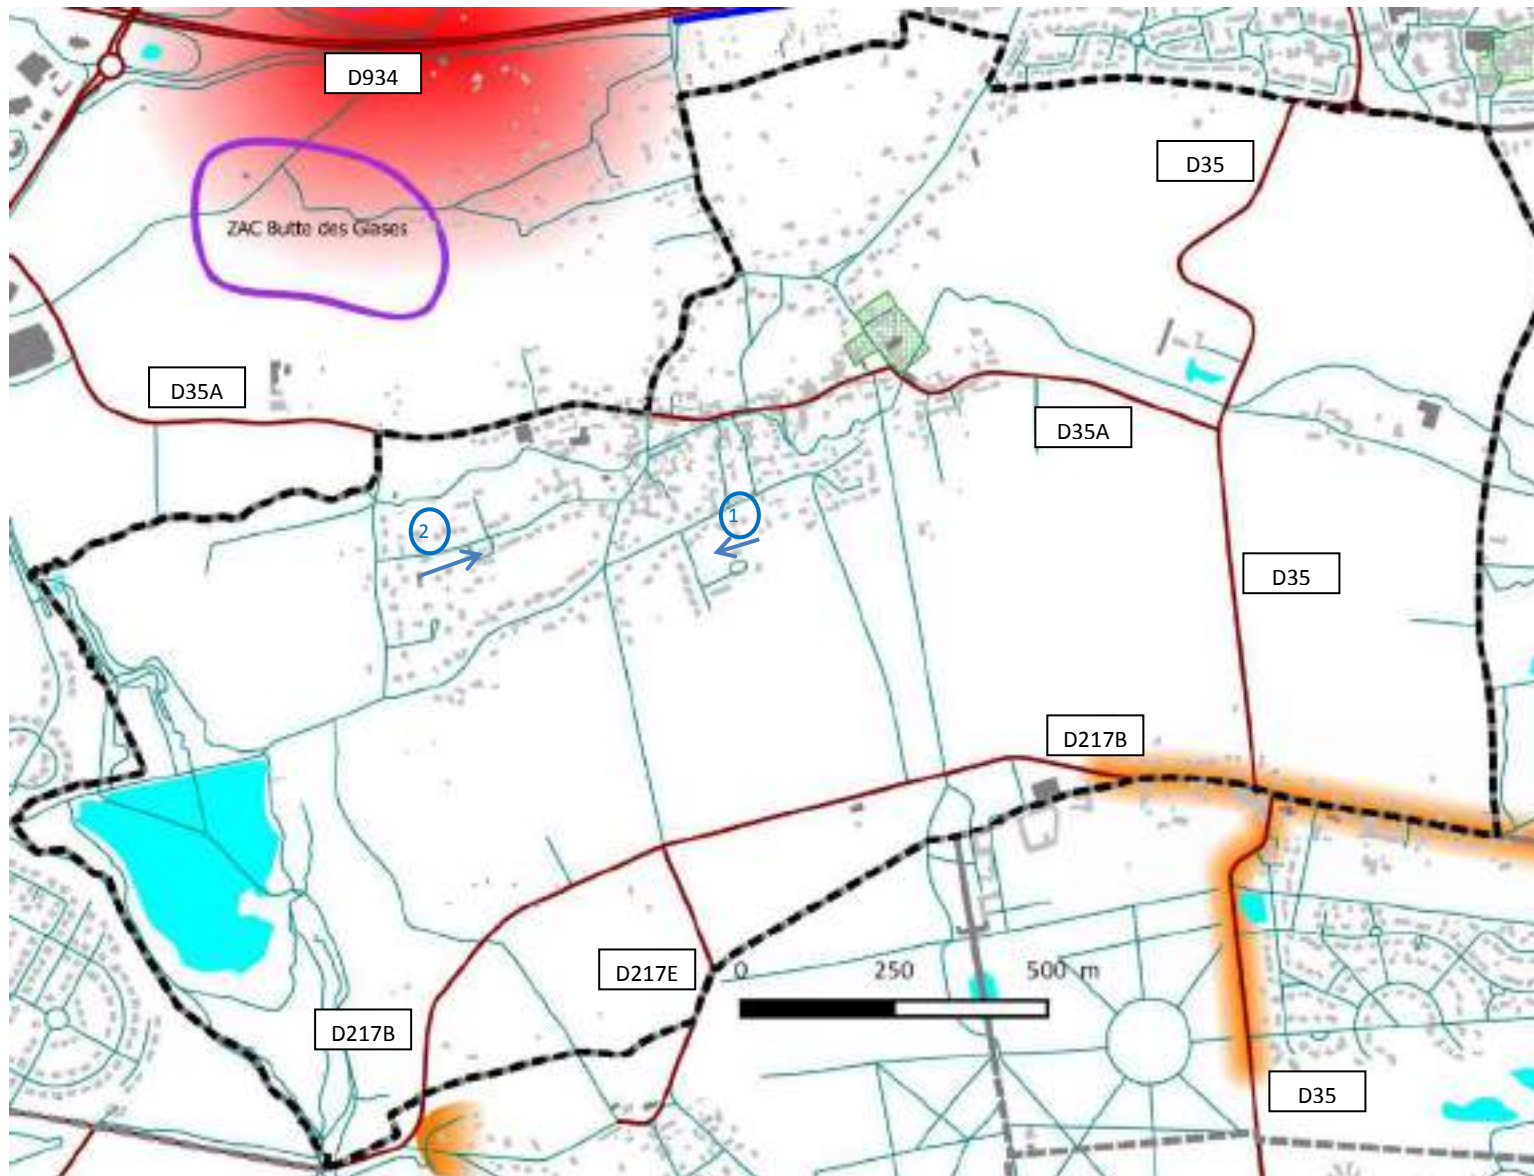 D934
D35
ZAC Butte des Glases
D35A
D35A
1
2
D35
D217B
D217E
0 250 500 m
D217B
D35